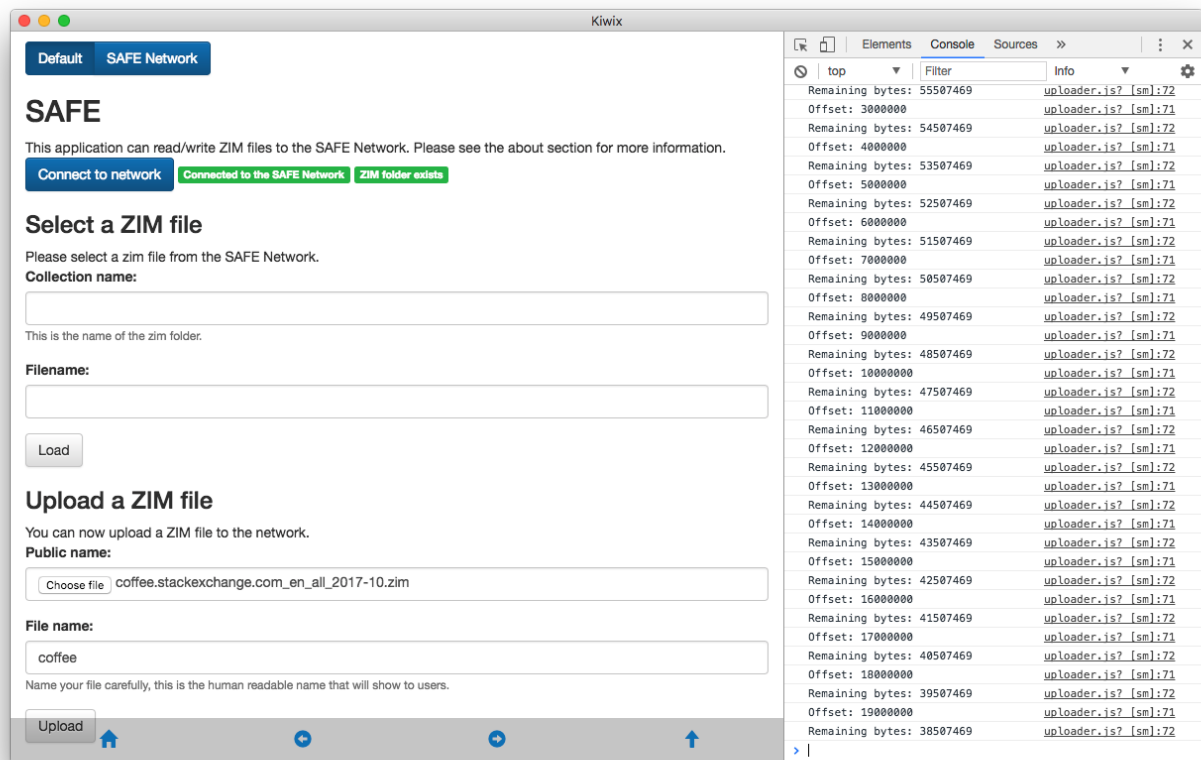 Kiwix
Default SAFE Network
SAFE
This application can read/write ZIM files to the SAFE Network. Please see the about section for more information.
Connect to network Connected to the SAFE Network ZIM folder exists
Select a ZIM file
Please select a zim file from the SAFE Network.
Collection name:
This is the name of the zim folder.
Filename:
Load
Upload a ZIM file
You can now upload a ZIM file to the network.
Public name:
Choose file coffee.stackexchange.com_en_all_2017-10.zim
File name:
coffee
Name your file carefully, this is the human readable name that will show to users.
Upload
Elements Console Sources »
top ▼ Filter Info ▼
Remaining bytes: 55507469 uploader.js? [sm]:72
Offset: 3000000 uploader.js? [sm]:71
Remaining bytes: 54507469 uploader.js? [sm]:72
Offset: 4000000 uploader.js? [sm]:71
Remaining bytes: 53507469 uploader.js? [sm]:72
Offset: 5000000 uploader.js? [sm]:71
Remaining bytes: 52507469 uploader.js? [sm]:72
Offset: 6000000 uploader.js? [sm]:71
Remaining bytes: 51507469 uploader.js? [sm]:72
Offset: 7000000 uploader.js? [sm]:71
Remaining bytes: 50507469 uploader.js? [sm]:72
Offset: 8000000 uploader.js? [sm]:71
Remaining bytes: 49507469 uploader.js? [sm]:72
Offset: 9000000 uploader.js? [sm]:71
Remaining bytes: 48507469 uploader.js? [sm]:72
Offset: 10000000 uploader.js? [sm]:71
Remaining bytes: 47507469 uploader.js? [sm]:72
Offset: 11000000 uploader.js? [sm]:71
Remaining bytes: 46507469 uploader.js? [sm]:72
Offset: 12000000 uploader.js? [sm]:71
Remaining bytes: 45507469 uploader.js? [sm]:72
Offset: 13000000 uploader.js? [sm]:71
Remaining bytes: 44507469 uploader.js? [sm]:72
Offset: 14000000 uploader.js? [sm]:71
Remaining bytes: 43507469 uploader.js? [sm]:72
Offset: 15000000 uploader.js? [sm]:71
Remaining bytes: 42507469 uploader.js? [sm]:72
Offset: 16000000 uploader.js? [sm]:71
Remaining bytes: 41507469 uploader.js? [sm]:72
Offset: 17000000 uploader.js? [sm]:71
Remaining bytes: 40507469 uploader.js? [sm]:72
Offset: 18000000 uploader.js? [sm]:71
Remaining bytes: 39507469 uploader.js? [sm]:72
Offset: 19000000 uploader.js? [sm]:71
Remaining bytes: 38507469 uploader.js? [sm]:72